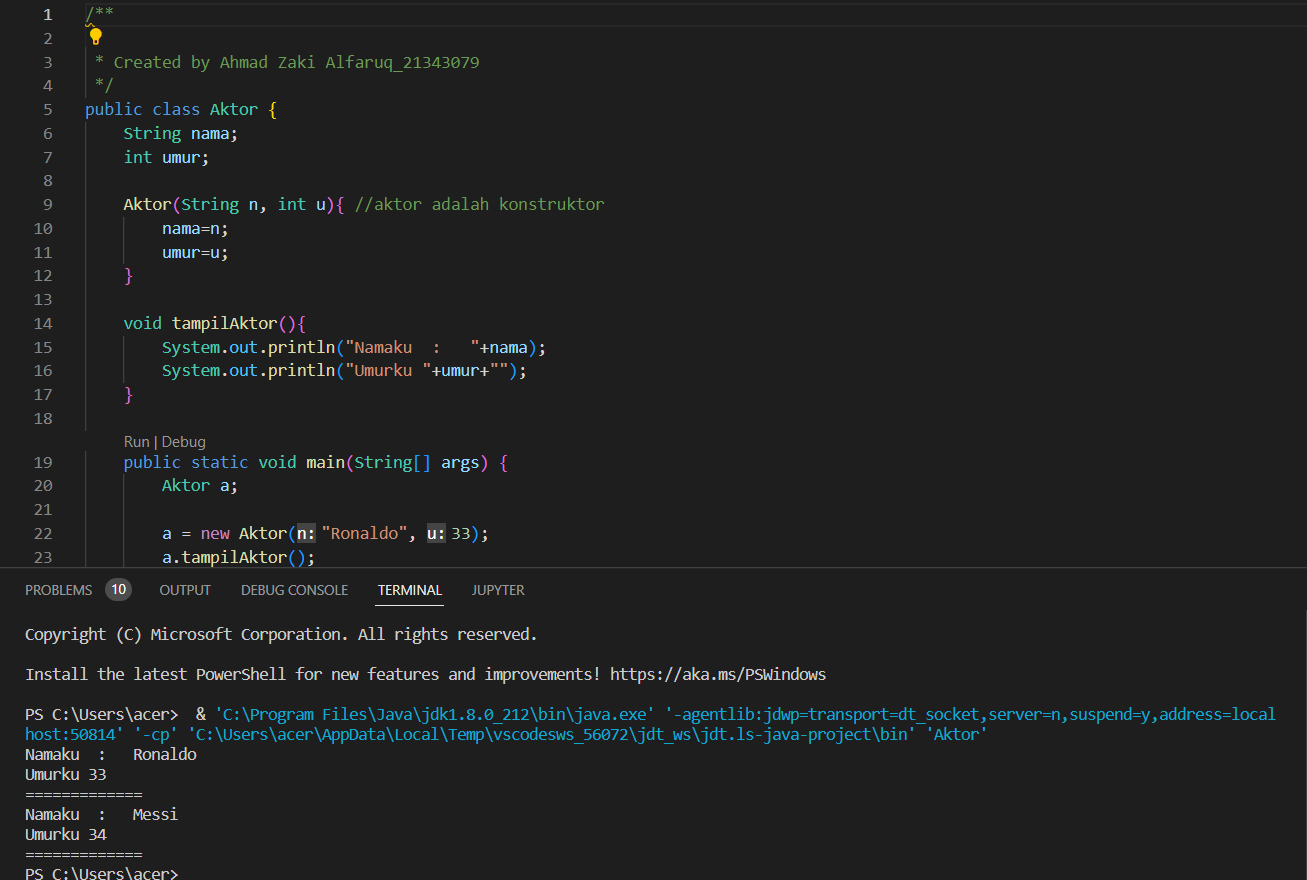 1 /**
2
3  * Created by Ahmad Zaki Alfaruq_21343079
4  */
5 public class Aktor {
6     String nama;
7     int umur;
8
9     Aktor(String n, int u){ //aktor adalah konstruktor
10         nama=n;
11         umur=u;
12     }
13
14     void tampilAktor(){
15         System.out.println("Namaku  :   "+nama);
16         System.out.println("Umurku "+umur+"");
17     }
18
Run | Debug
19     public static void main(String[] args) {
20         Aktor a;
21
22         a = new Aktor(n: "Ronaldo", u: 33);
23         a.tampilAktor();
PROBLEMS 10 OUTPUT DEBUG CONSOLE TERMINAL JUPYTER
Copyright (C) Microsoft Corporation. All rights reserved.
Install the latest PowerShell for new features and improvements! https://aka.ms/PSWindows
PS C:\Users\acer>  & 'C:\Program Files\Java\jdk1.8.0_212\bin\java.exe' '-agentlib:jdwp=transport=dt_socket,server=n,suspend=y,address=local
host:50814' '-cp' 'C:\Users\acer\AppData\Local\Temp\vscodesws_56072\jdt_ws\jdt.ls-java-project\bin' 'Aktor'
Namaku  :   Ronaldo
Umurku 33
=============
Namaku  :   Messi
Umurku 34
=============
PS C:\Users\acer>